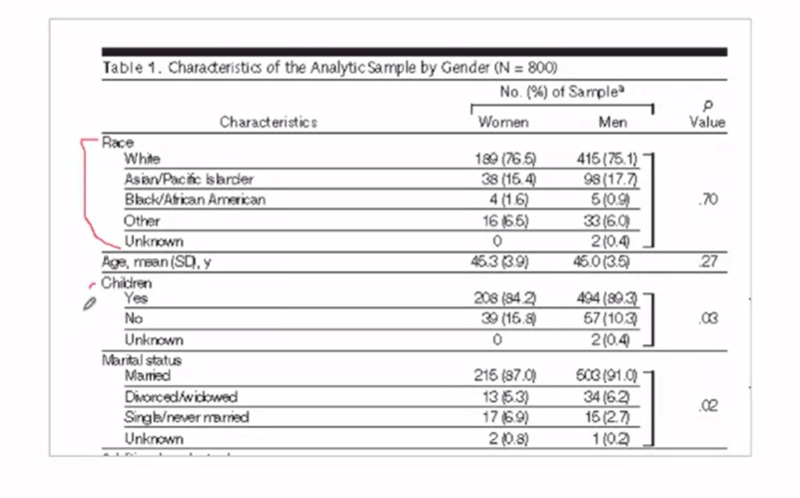 Table 1. Characteristics of the Analytic Sample by Gender (N = 800)
No. (%) of Sampleª
Characteristics Women Men p Value
Race
White 189 (76.5) 415 (75.1)
Asian/Pacific Islander 38 (15.4) 98 (17.7)
Black/African American 4 (1.6) 5 (0.9) .70
Other 16 (6.5) 33 (6.0)
Unknown 0 2 (0.4)
Age, mean (SD), y 45.3 (3.9) 45.0 (3.5) .27
Children
Yes 208 (84.2) 494 (89.3)
No 39 (15.8) 57 (10.3) .03
Unknown 0 2 (0.4)
Marital status
Married 215 (87.0) 503 (91.0)
Divorced/widowed 13 (5.3) 34 (6.2)
.02
Single/never married 17 (6.9) 15 (2.7)
Unknown 2 (0.8) 1 (0.2)